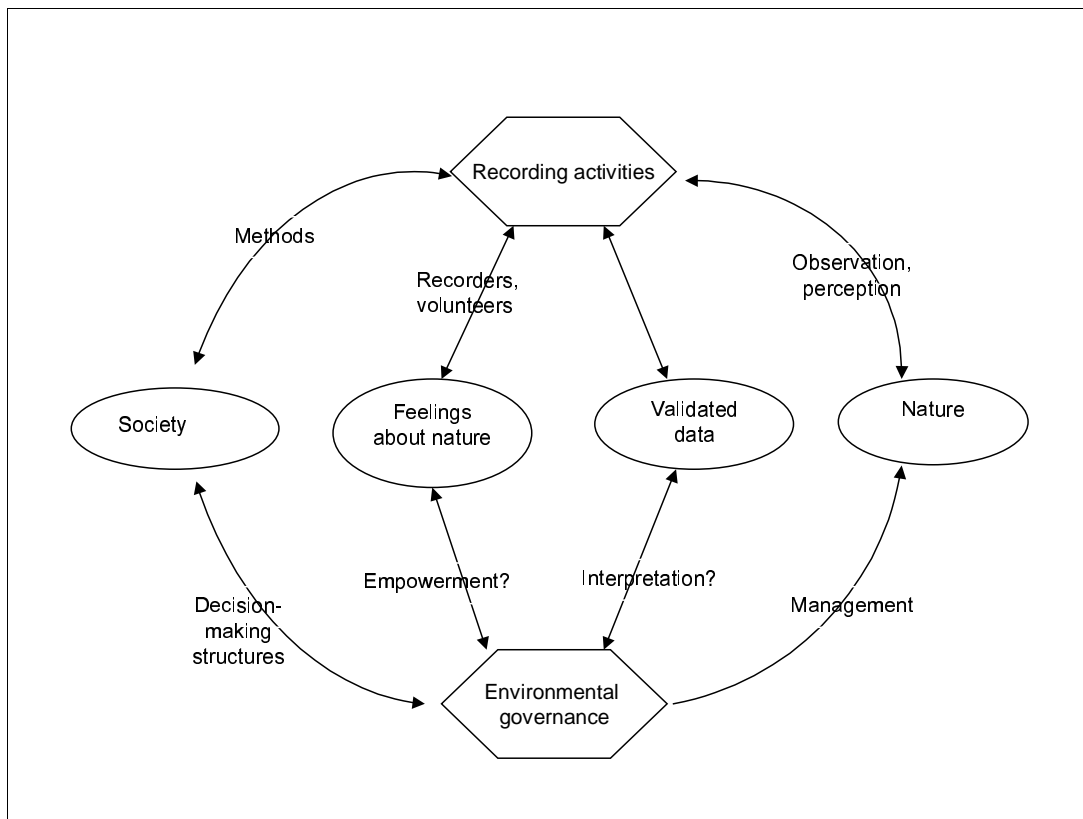 Recording activities
Methods
Observation,
perception
Recorders,
volunteers
Society
Feelings
about nature
Validated
data
Nature
Empowerment?
Interpretation?
Decision-
making
structures
Management
Environmental
governance